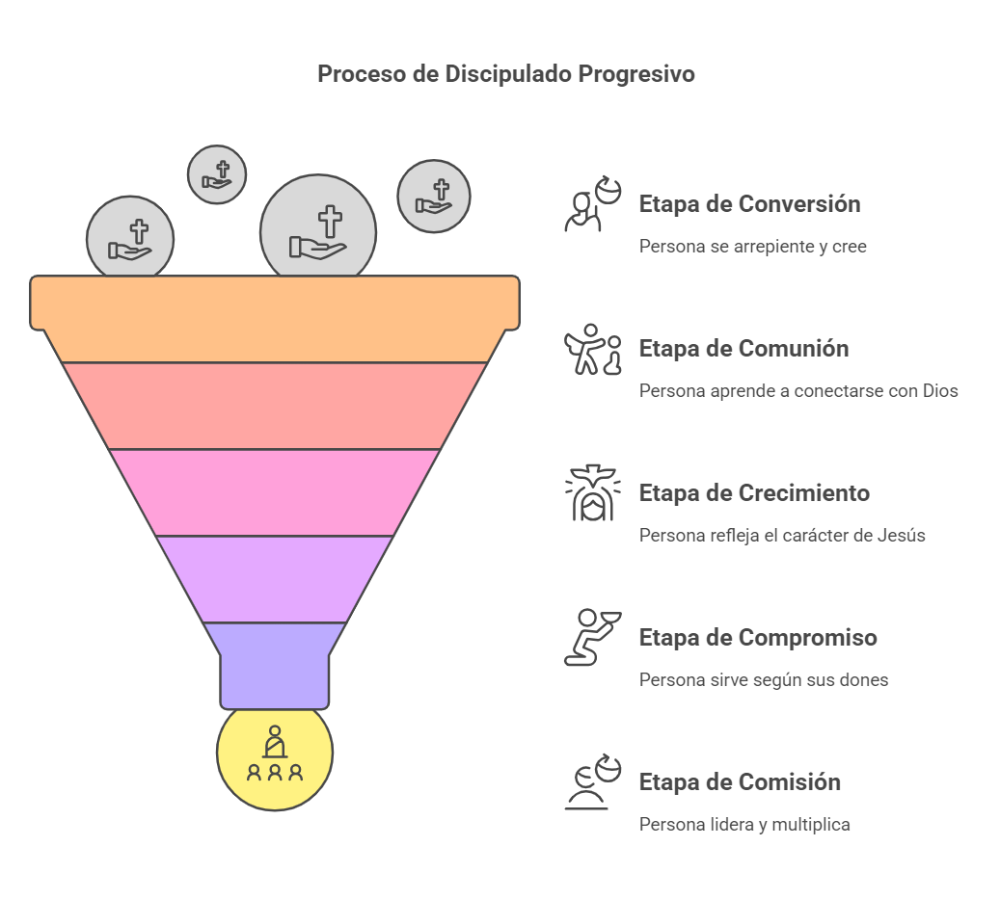 Proceso de Discipulado Progresivo
Etapa de Conversión
Persona se arrepiente y cree
Etapa de Comunión
Persona aprende a conectarse con Dios
Etapa de Crecimiento
Persona refleja el carácter de Jesús
Etapa de Compromiso
Persona sirve según sus dones
Etapa de Comisión
Persona lidera y multiplica